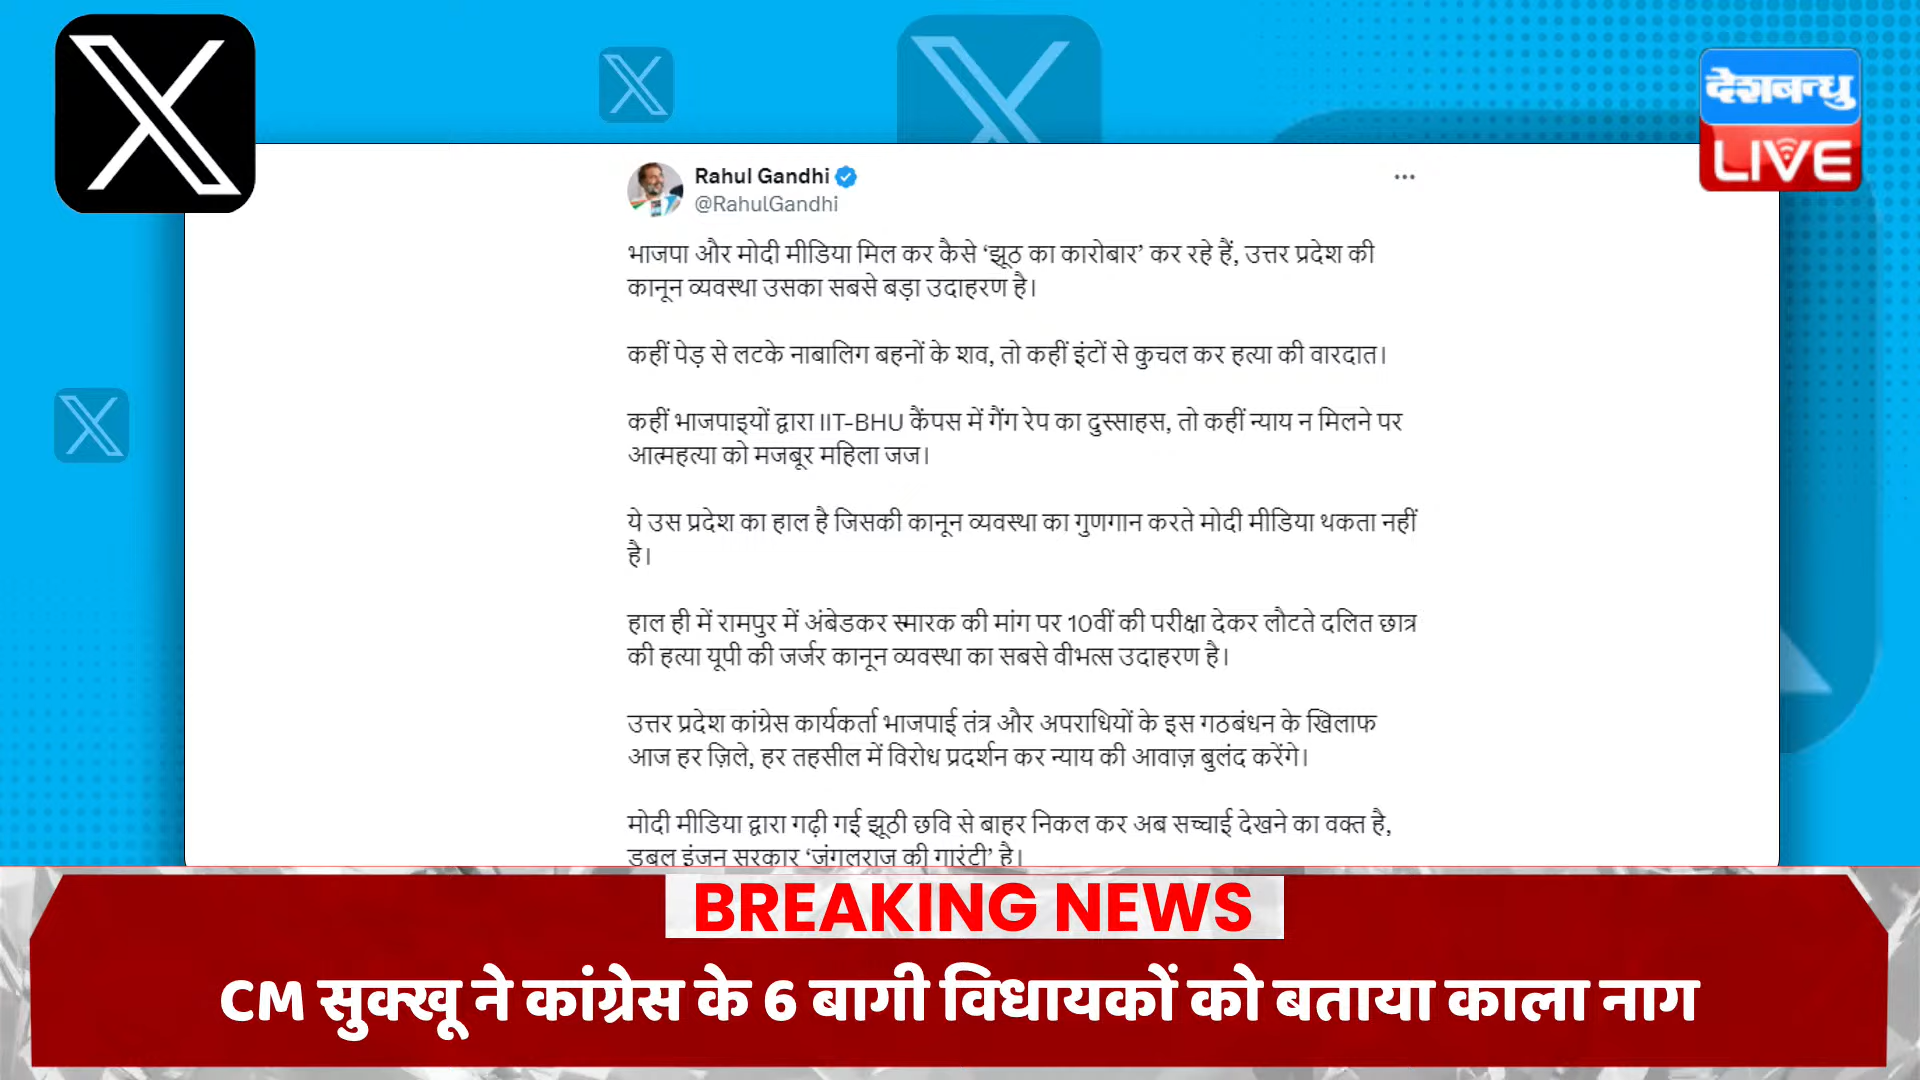 देशबन्धु
LIVE
Rahul Gandhi
@RahulGandhi
भाजपा और मोदी मीडिया मिल कर कैसे ‘झूठ का कारोबार’ कर रहे हैं, उत्तर प्रदेश की
कानून व्यवस्था उसका सबसे बड़ा उदाहरण है।
कहीं पेड़ से लटके नाबालिग बहनों के शव, तो कहीं इंटों से कुचल कर हत्या की वारदात।
कहीं भाजपाइयों द्वारा IIT-BHU कैंपस में गैंग रेप का दुस्साहस, तो कहीं न्याय न मिलने पर
आत्महत्या को मजबूर महिला जज।
ये उस प्रदेश का हाल है जिसकी कानून व्यवस्था का गुणगान करते मोदी मीडिया थकता नहीं
है।
हाल ही में रामपुर में अंबेडकर स्मारक की मांग पर 10वीं की परीक्षा देकर लौटते दलित छात्र
की हत्या यूपी की जर्जर कानून व्यवस्था का सबसे वीभत्स उदाहरण है।
उत्तर प्रदेश कांग्रेस कार्यकर्ता भाजपाई तंत्र और अपराधियों के इस गठबंधन के खिलाफ
आज हर ज़िले, हर तहसील में विरोध प्रदर्शन कर न्याय की आवाज़ बुलंद करेंगे।
मोदी मीडिया द्वारा गढ़ी गई झूठी छवि से बाहर निकल कर अब सच्चाई देखने का वक्त है,
डबल इंजन सरकार ‘जंगलराज की गारंटी’ है।
BREAKING NEWS
CM सुक्खू ने कांग्रेस के 6 बागी विधायकों को बताया काला नाग